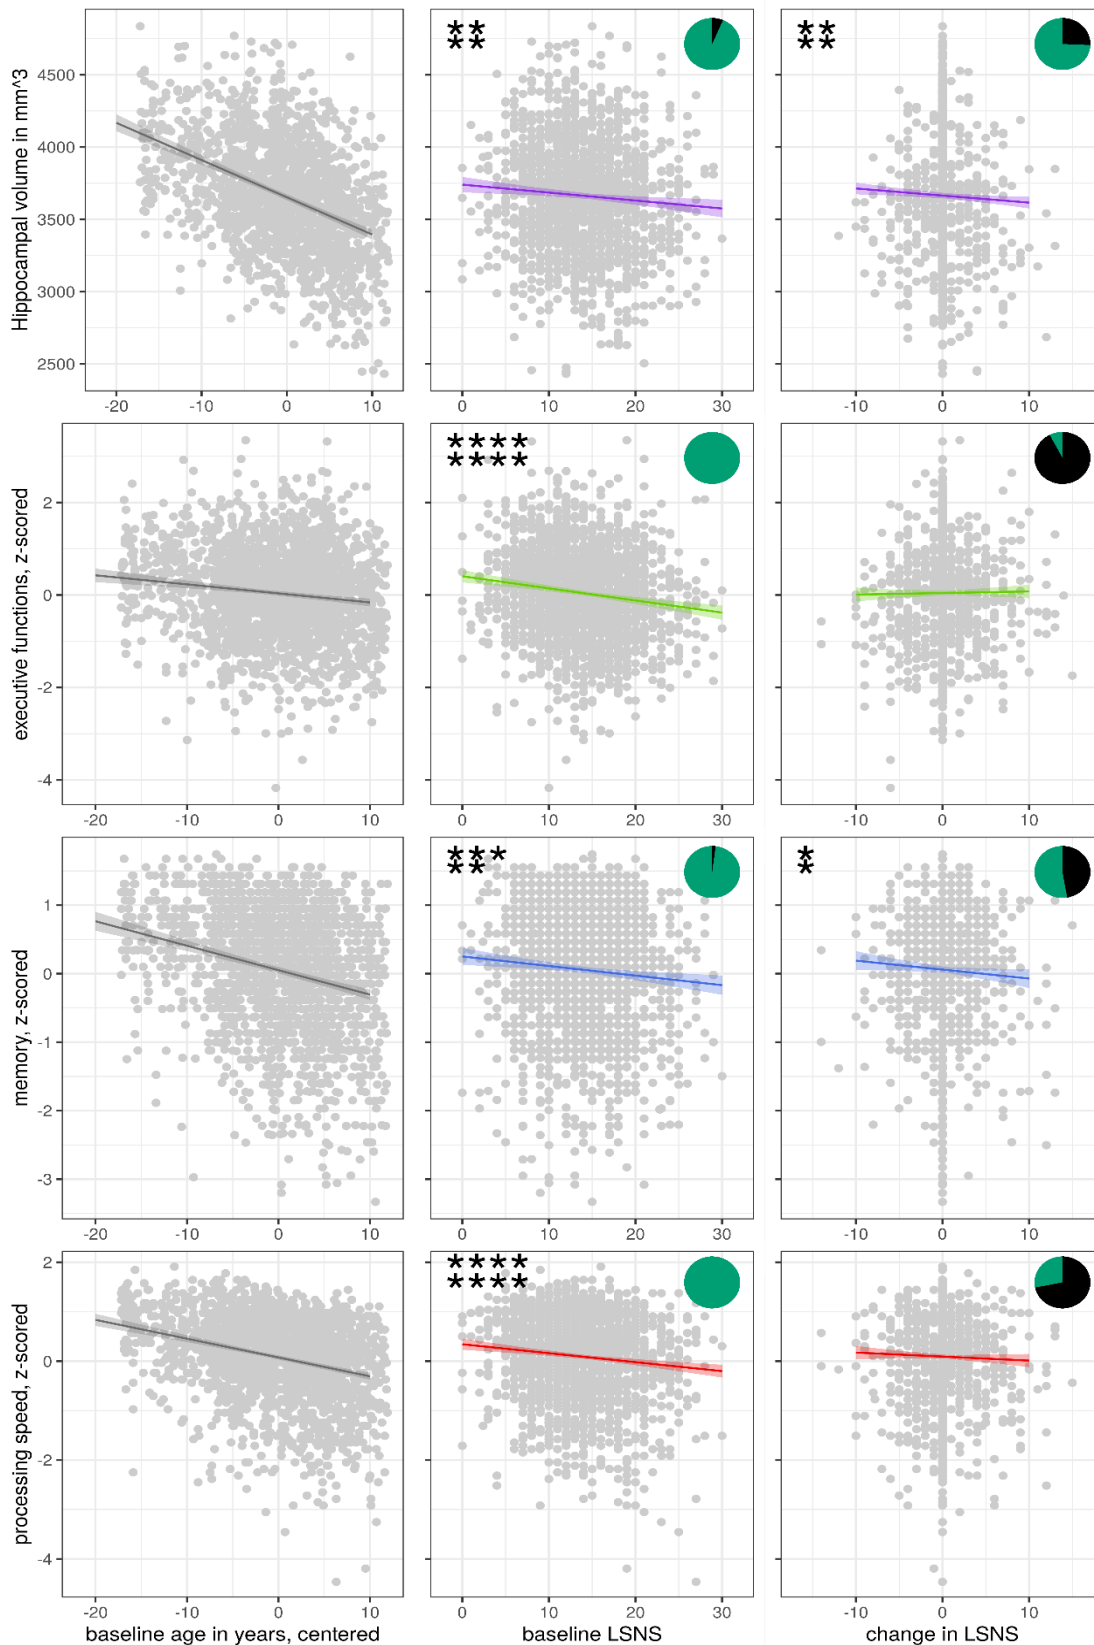 Hippocampal volume in mm^3
4500
4000
3500
3000
2500
**
**
**
**
-20 -10 0 10
0 10 20 30
-10 0 10
executive functions, z-scored
2
0
-2
-4
****
****
-20 -10 0 10
0 10 20 30
-10 0 10
memory, z-scored
1
0
-1
-2
-3
***
**
*
*
-20 -10 0 10
0 10 20 30
-10 0 10
processing speed, z-scored
2
0
-2
-4
****
****
-20 -10 0 10
0 10 20 30
-10 0 10
baseline age in years, centered
baseline LSNS
change in LSNS